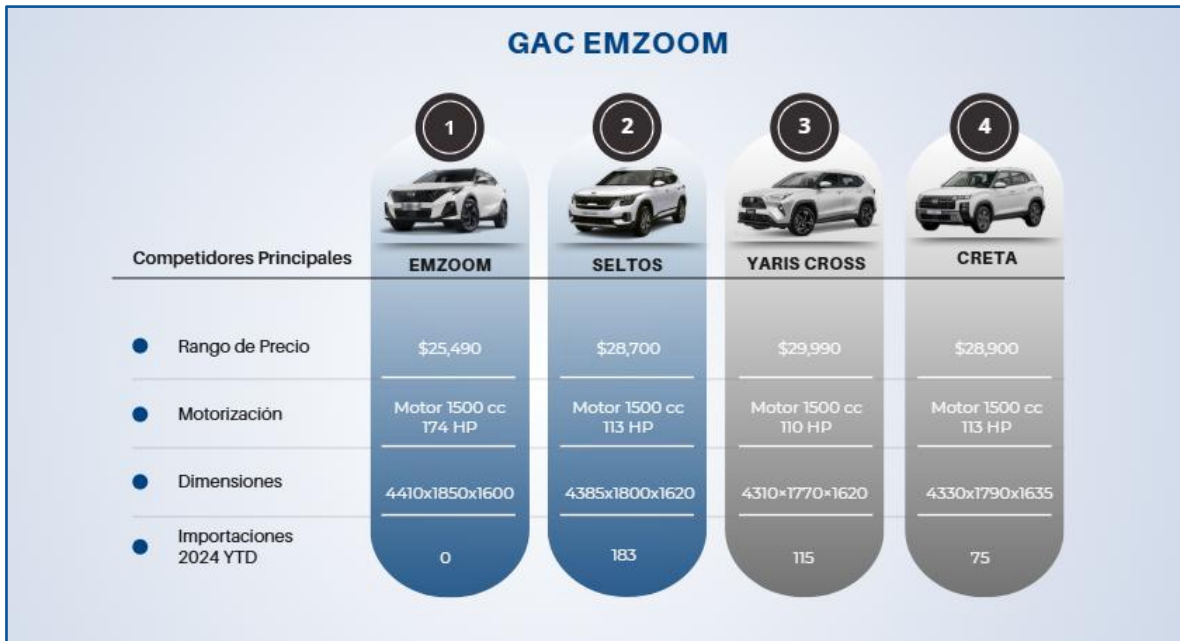 GAC EMZOOM
1 2 3 4
Competidores Principales EMZOOM SELTOS YARIS CROSS CRETA
Rango de Precio $25,490 $28,700 $29,990 $28,900
Motorización Motor 1500 cc Motor 1500 cc Motor 1500 cc Motor 1500 cc
174 HP 113 HP 110 HP 113 HP
Dimensiones 4410x1850x1600 4385x1800x1620 4310×1770×1620 4330x1790x1635
Importaciones
2024 YTD 0 183 115 75